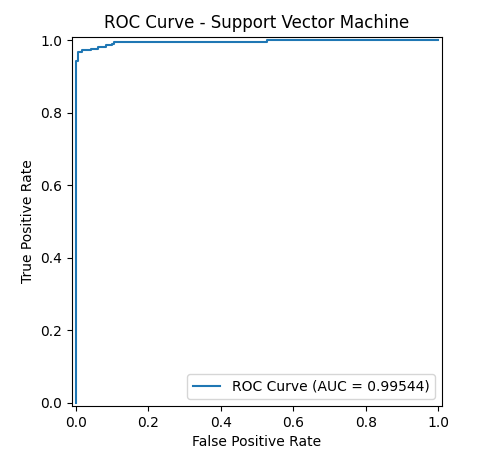 ROC Curve - Support Vector Machine
1.0
0.8
0.6
0.4
0.2
0.0
True Positive Rate
ROC Curve (AUC = 0.99544)
0.0 0.2 0.4 0.6 0.8 1.0
False Positive Rate